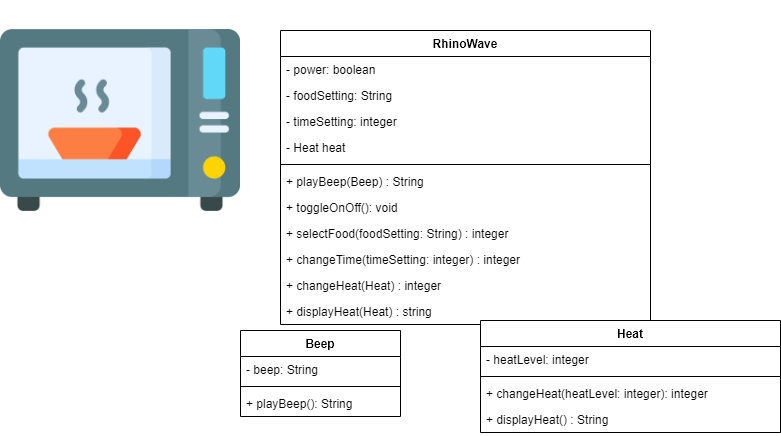 RhinoWave
- power: boolean
- foodSetting: String
- timeSetting: integer
- Heat heat
+ playBeep(Beep) : String
+ toggleOnOff(): void
+ selectFood(foodSetting: String) : integer
+ changeTime(timeSetting: integer) : integer
+ changeHeat(Heat) : integer
+ displayHeat(Heat) : string
Beep
- beep: String
+ playBeep(): String
Heat
- heatLevel: integer
+ changeHeat(heatLevel: integer): integer
+ displayHeat() : String